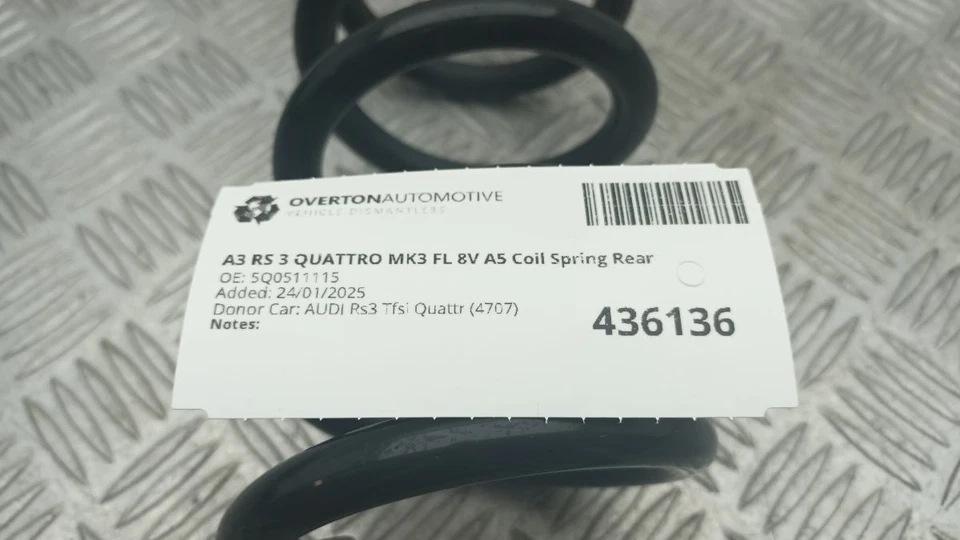 OVERTONAUTOMOTIVE
VEHICLE DISMANTLERS
A3 RS 3 QUATTRO MK3 FL 8V A5 Coil Spring Rear
OE: 5Q0511115
Added: 24/01/2025
Donor Car: AUDI Rs3 Tfsi Quattr (4707)
Notes:
436136